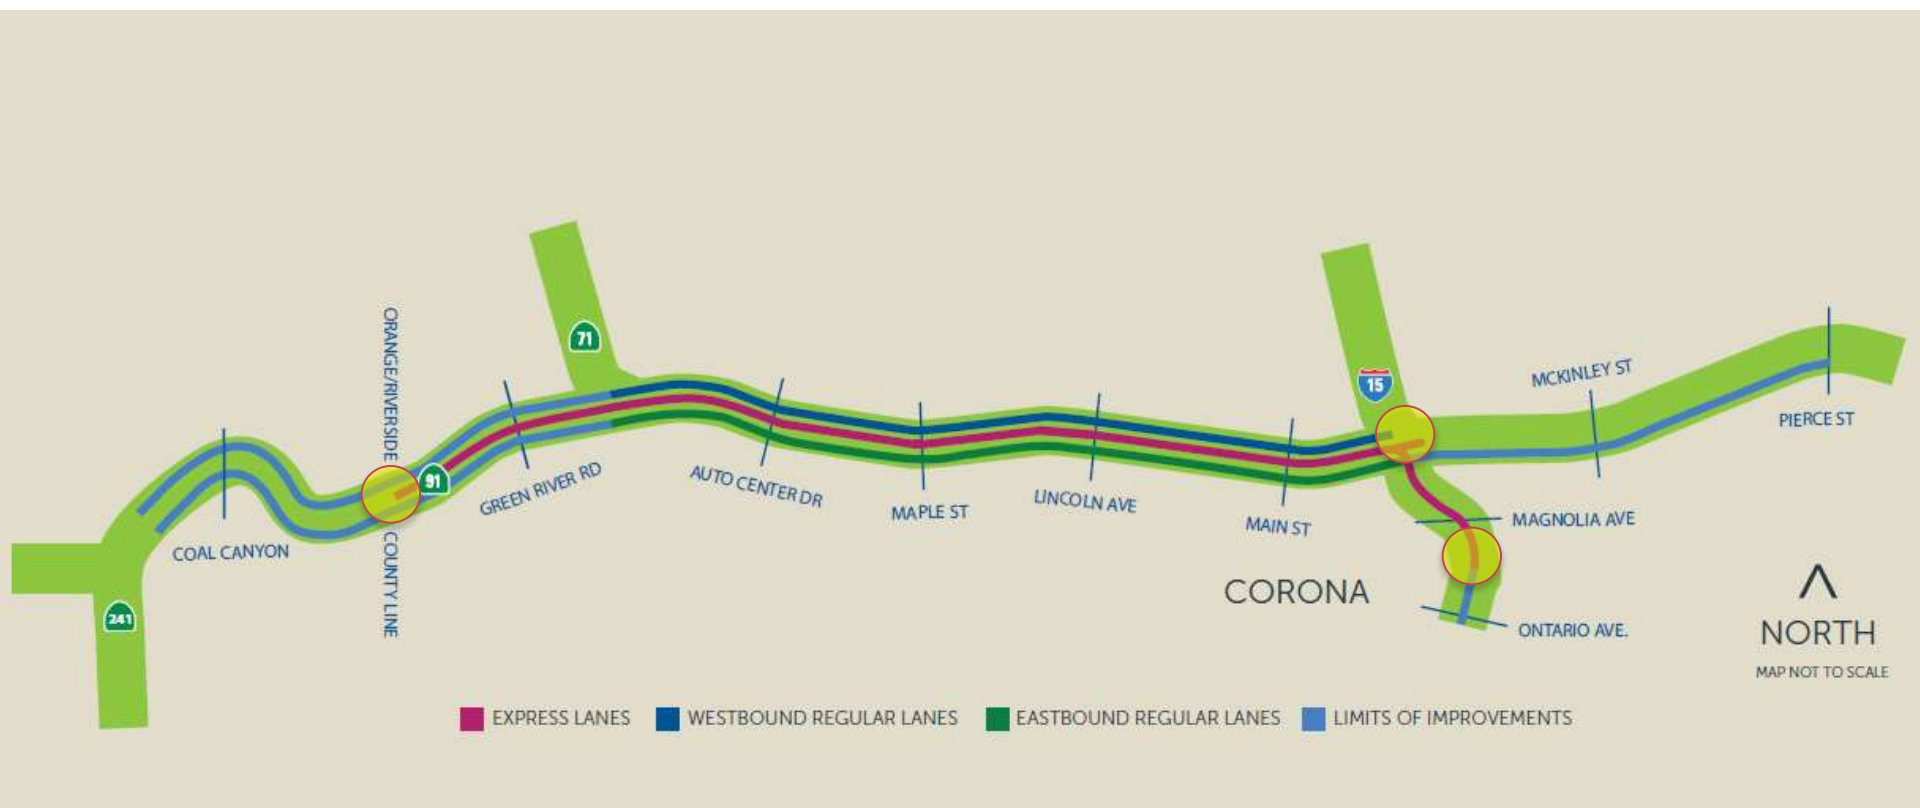 71
15
ORANGE/RIVERSIDE COUNTY LINE
91
241
COAL CANYON
GREEN RIVER RD
AUTO CENTER DR
MAPLE ST
LINCOLN AVE
MAIN ST
MCKINLEY ST
PIERCE ST
MAGNOLIA AVE
ONTARIO AVE.
CORONA
NORTH
MAP NOT TO SCALE
EXPRESS LANES
WESTBOUND REGULAR LANES
EASTBOUND REGULAR LANES
LIMITS OF IMPROVEMENTS